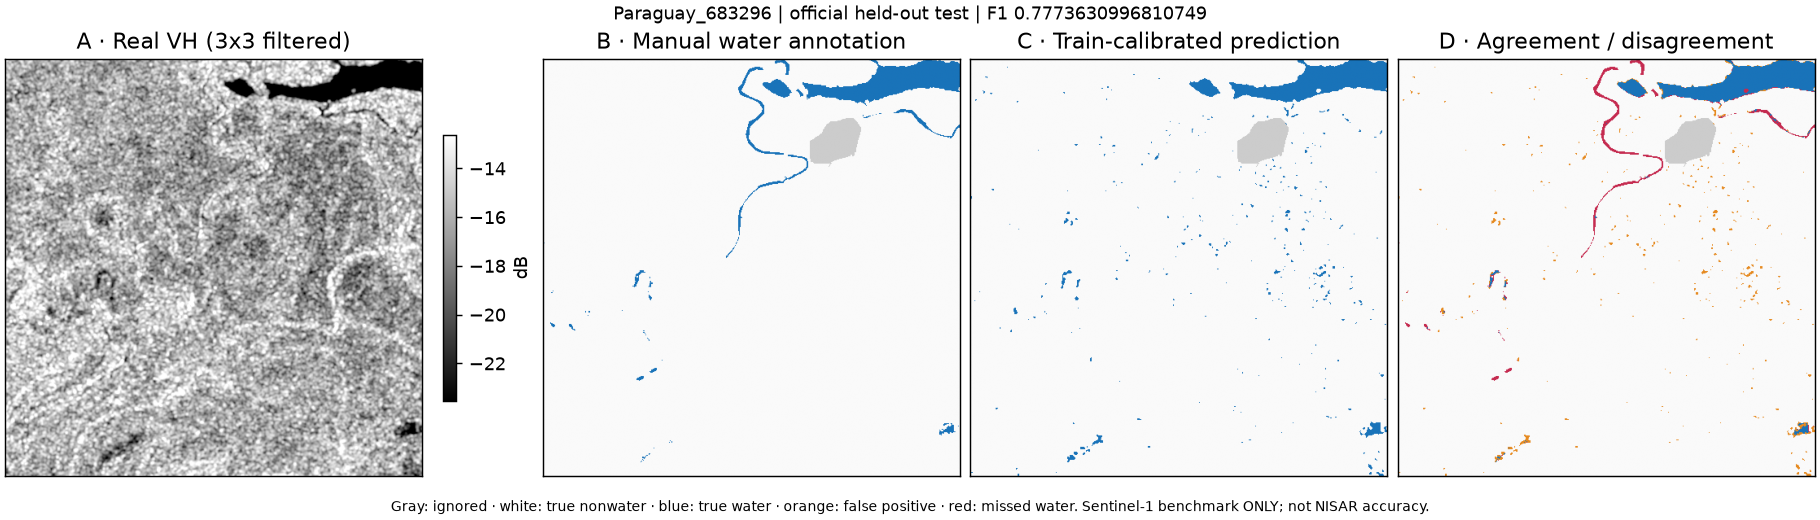 Paraguay_683296 | official held-out test | F1 0.7773630996810749
A · Real VH (3x3 filtered)
B · Manual water annotation
C · Train-calibrated prediction
D · Agreement / disagreement
−14
−16
−18
−20
−22
dB
Gray: ignored · white: true nonwater · blue: true water · orange: false positive · red: missed water. Sentinel-1 benchmark ONLY; not NISAR accuracy.